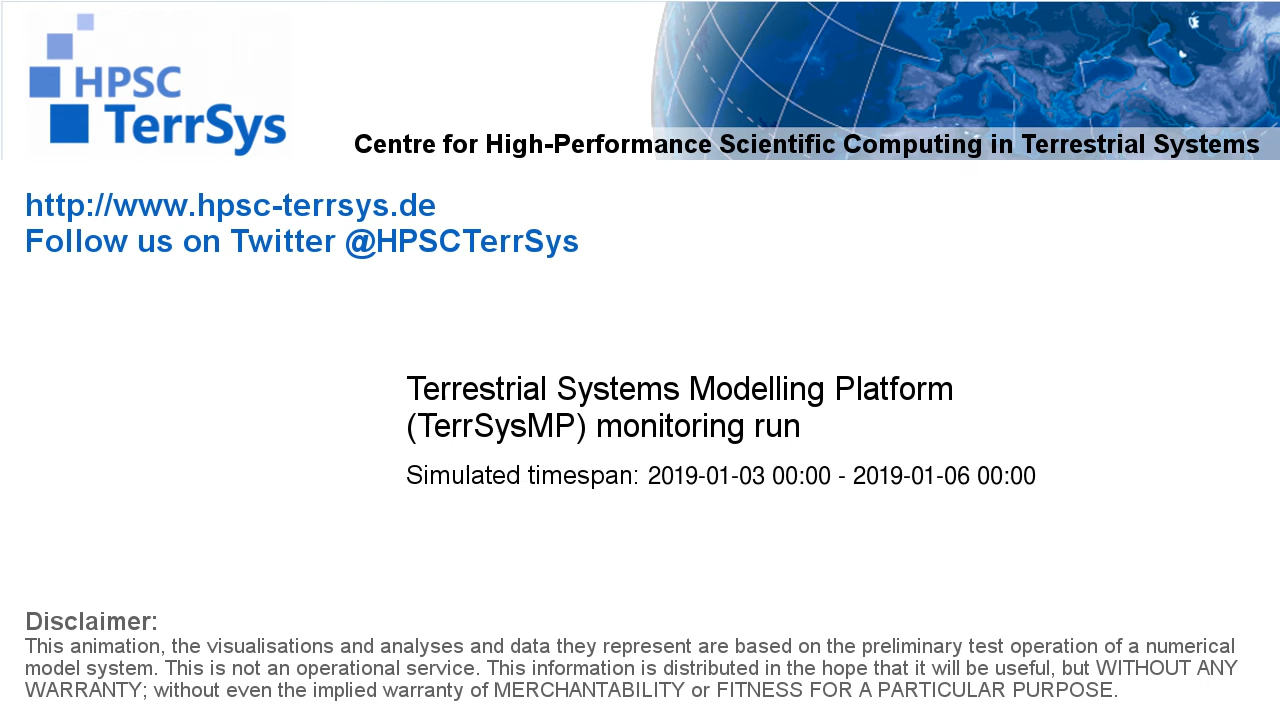 HPSC
TerrSys
Centre for High-Performance Scientific Computing in Terrestrial Systems
http://www.hpsc-terrsys.de
Follow us on Twitter @HPSCTerrSys
Terrestrial Systems Modelling Platform
(TerrSysMP) monitoring run
Simulated timespan: 2019-01-03 00:00 - 2019-01-06 00:00
Disclaimer:
This animation, the visualisations and analyses and data they represent are based on the preliminary test operation of a numerical
model system. This is not an operational service. This information is distributed in the hope that it will be useful, but WITHOUT ANY
WARRANTY; without even the implied warranty of MERCHANTABILITY or FITNESS FOR A PARTICULAR PURPOSE.